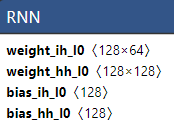 RNN
weight_ih_l0 〈128×64〉
weight_hh_l0 〈128×128〉
bias_ih_l0 〈128〉
bias_hh_l0 〈128〉